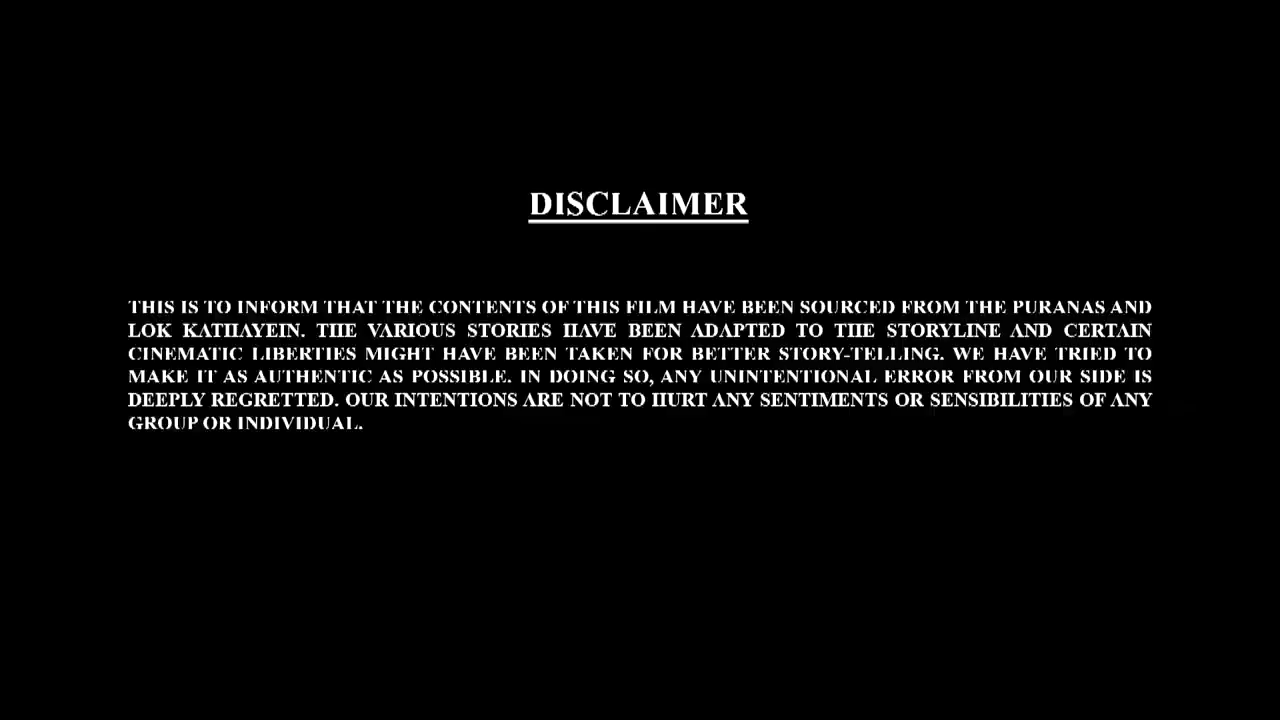 DISCLAIMER
THIS IS TO INFORM THAT THE CONTENTS OF THIS FILM HAVE BEEN SOURCED FROM THE PURANAS AND
LOK KATHAYEIN. THE VARIOUS STORIES HAVE BEEN ADAPTED TO THE STORYLINE AND CERTAIN
CINEMATIC LIBERTIES MIGHT HAVE BEEN TAKEN FOR BETTER STORY-TELLING. WE HAVE TRIED TO
MAKE IT AS AUTHENTIC AS POSSIBLE. IN DOING SO, ANY UNINTENTIONAL ERROR FROM OUR SIDE IS
DEEPLY REGRETTED. OUR INTENTIONS ARE NOT TO HURT ANY SENTIMENTS OR SENSIBILITIES OF ANY
GROUP OR INDIVIDUAL.